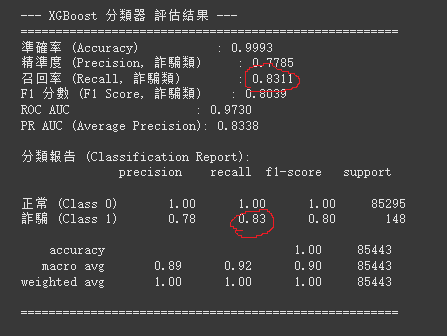 --- XGBoost 分類器 評估結果 ---
==================================================
準確率 (Accuracy) : 0.9993
精準度 (Precision, 詐騙類) : 0.7785
召回率 (Recall, 詐騙類) : 0.8311
F1 分數 (F1 Score, 詐騙類) : 0.8039
ROC AUC : 0.9730
PR AUC (Average Precision): 0.8338
分類報告 (Classification Report):
precision recall f1-score support
正常 (Class 0) 1.00 1.00 1.00 85295
詐騙 (Class 1) 0.78 0.83 0.80 148
accuracy 1.00 85443
macro avg 0.89 0.92 0.90 85443
weighted avg 1.00 1.00 1.00 85443
==================================================